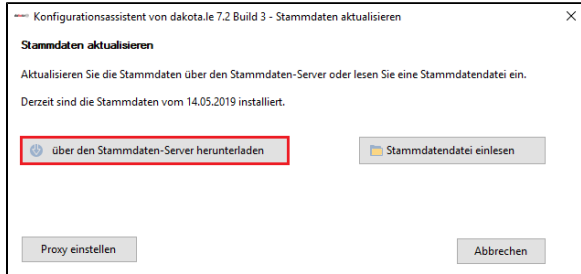 Konfigurationsassistent von dakota.le 7.2 Build 3 - Stammdaten aktualisieren
Stammdaten aktualisieren
Aktualisieren Sie die Stammdaten über den Stammdaten-Server oder lesen Sie eine Stammdatendatei ein.
Derzeit sind die Stammdaten vom 14.05.2019 installiert.
über den Stammdaten-Server herunterladen
Stammdatendatei einlesen
Proxy einstellen
Abbrechen